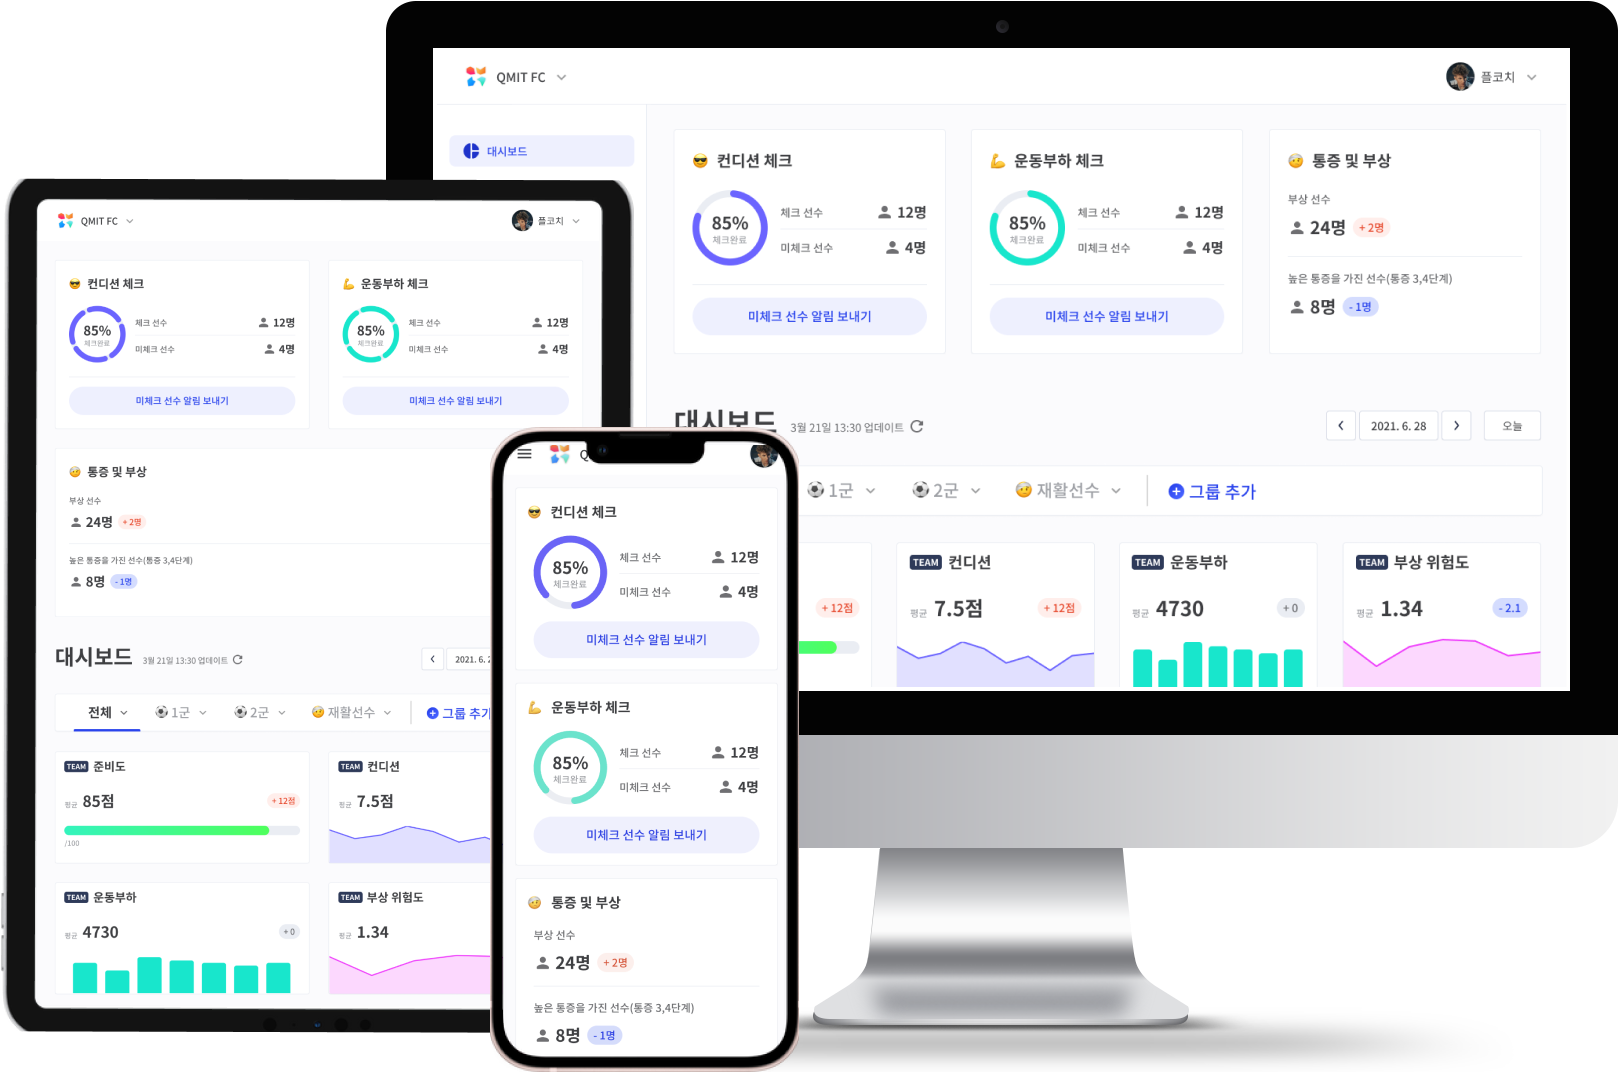 QMIT FC
플코치
대시보드
컨디션 체크
85%
체크완료
체크 선수
12명
미체크 선수
4명
미체크 선수 알림 보내기
운동부하 체크
85%
체크완료
체크 선수
12명
미체크 선수
4명
미체크 선수 알림 보내기
통증 및 부상
부상 선수
24명 + 2명
높은 통증을 가진 선수(통증 3,4단계)
8명 - 1명
대시보드 3월 21일 13:30 업데이트
2021. 6. 28
오늘
1군
2군
재활선수
그룹 추가
+ 12점
TEAM 컨디션
평균 7.5점 + 12점
TEAM 운동부하
평균 4730 + 0
TEAM 부상 위험도
평균 1.34 - 2.1
QMIT FC
플코치
컨디션 체크
85%
체크완료
체크 선수
12명
미체크 선수
4명
미체크 선수 알림 보내기
운동부하 체크
85%
체크완료
체크 선수
12명
미체크 선수
4명
미체크 선수 알림 보내기
통증 및 부상
부상 선수
24명 + 2명
높은 통증을 가진 선수(통증 3,4단계)
8명 - 1명
대시보드 3월 21일 13:30 업데이트
2021. 6. 2
전체
1군
2군
재활선수
그룹 추가
TEAM 준비도
평균 85점 + 12점
/100
TEAM 컨디션
평균 7.5점
TEAM 운동부하
평균 4730 + 0
TEAM 부상 위험도
평균 1.34
컨디션 체크
85%
체크완료
체크 선수
12명
미체크 선수
4명
미체크 선수 알림 보내기
운동부하 체크
85%
체크완료
체크 선수
12명
미체크 선수
4명
미체크 선수 알림 보내기
통증 및 부상
부상 선수
24명 + 2명
높은 통증을 가진 선수(통증 3,4단계)
8명 - 1명